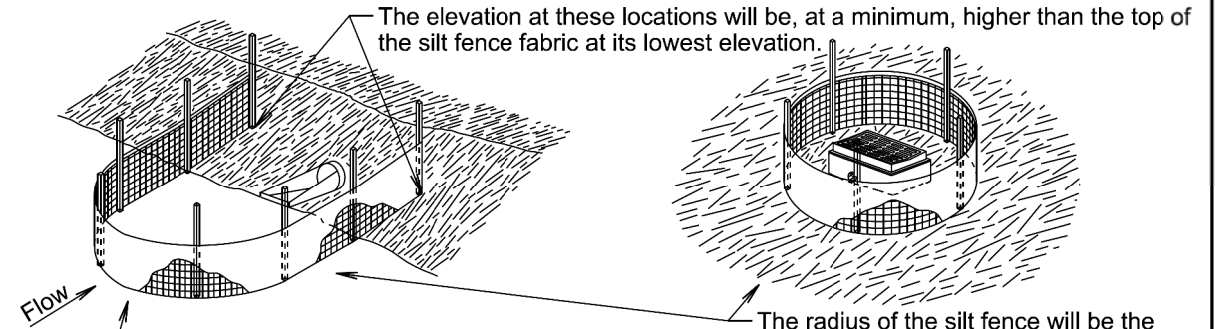 The elevation at these locations will be, at a minimum, higher than the top of
the silt fence fabric at its lowest elevation.
Flow
The radius of the silt fence will be the